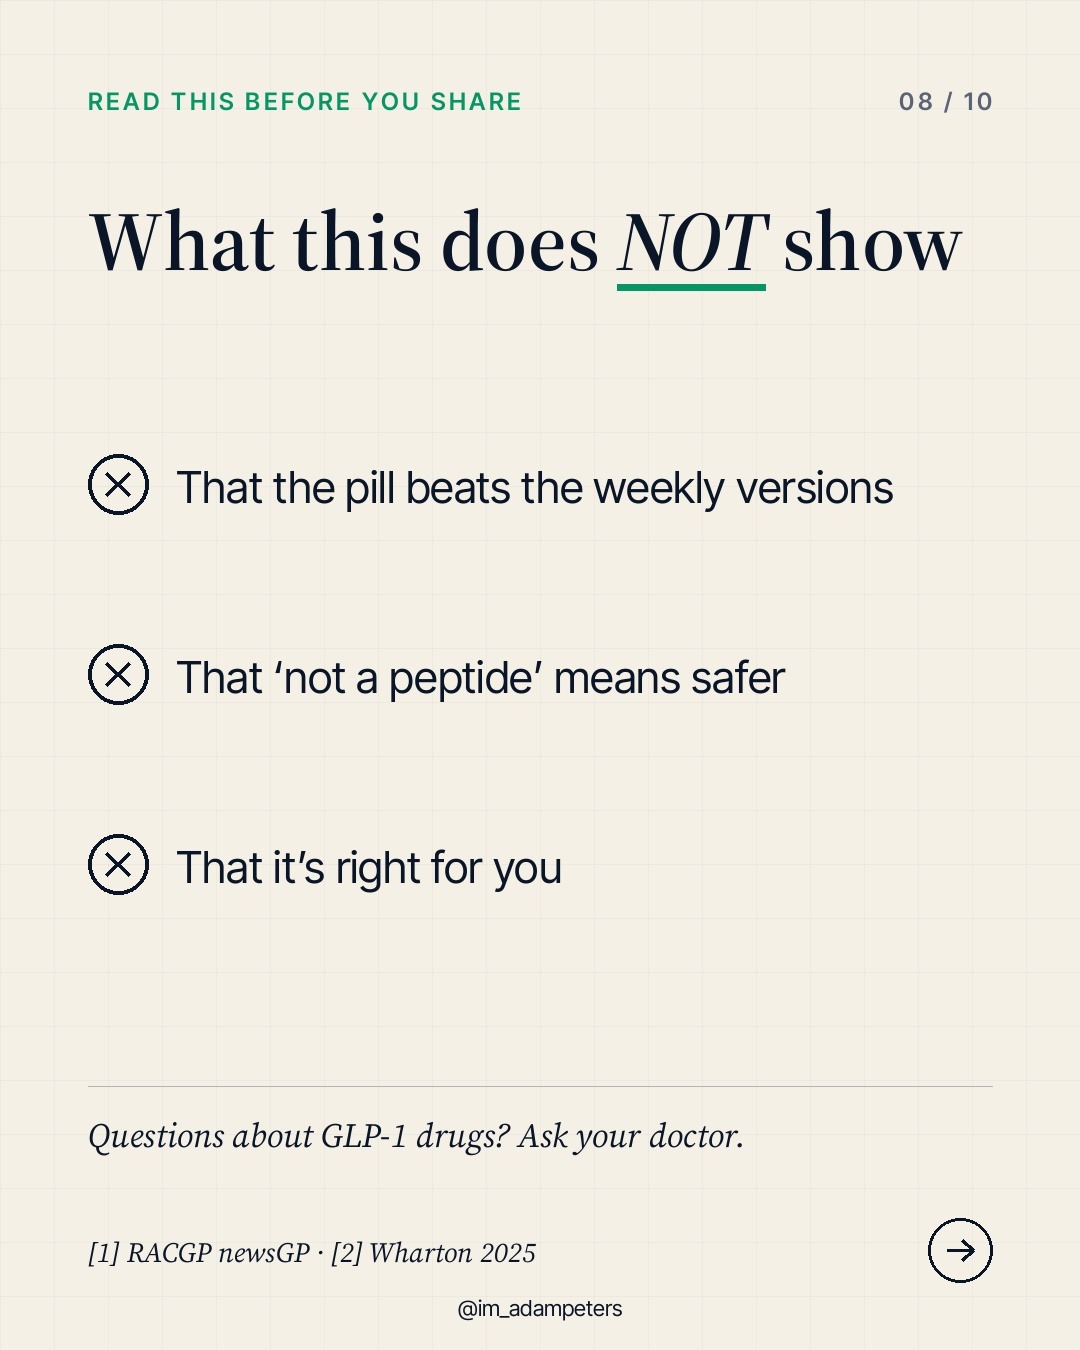 READ THIS BEFORE YOU SHARE
08 / 10
What this does NOT show
That the pill beats the weekly versions
That ‘not a peptide’ means safer
That it’s right for you
Questions about GLP-1 drugs? Ask your doctor.
[1] RACGP newsGP · [2] Wharton 2025
@im_adampeters